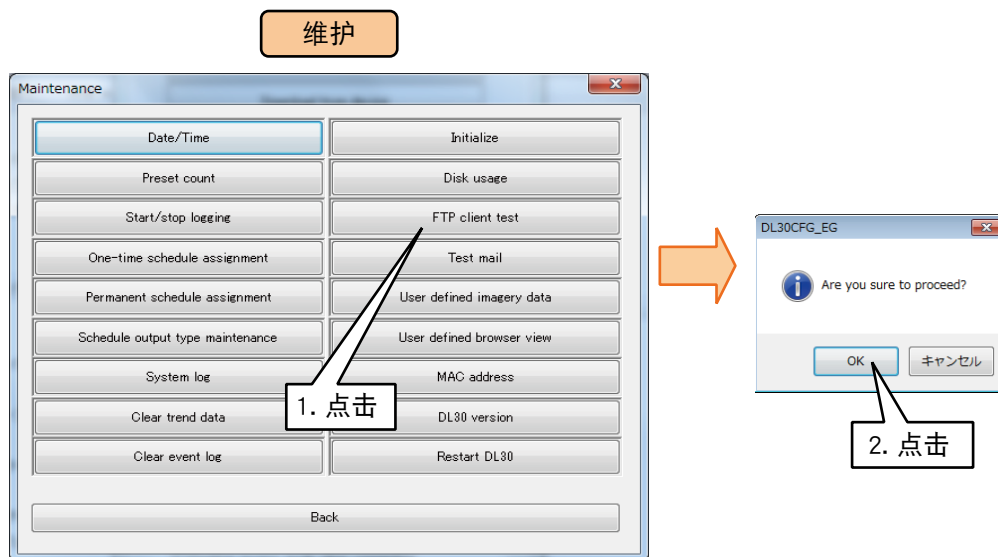 维护
Maintenance
Date/Time
Initialize
Preset count
Disk usage
Start/stop logging
FTP client test
One-time schedule assignment
Test mail
Permanent schedule assignment
User defined imagery data
Schedule output type maintenance
User defined browser view
System log
MAC address
Clear trend data
DL30 version
Clear event log
Restart DL30
Back
1. 点击
DL30CFG_EG
Are you sure to proceed?
OK
キャンセル
2. 点击